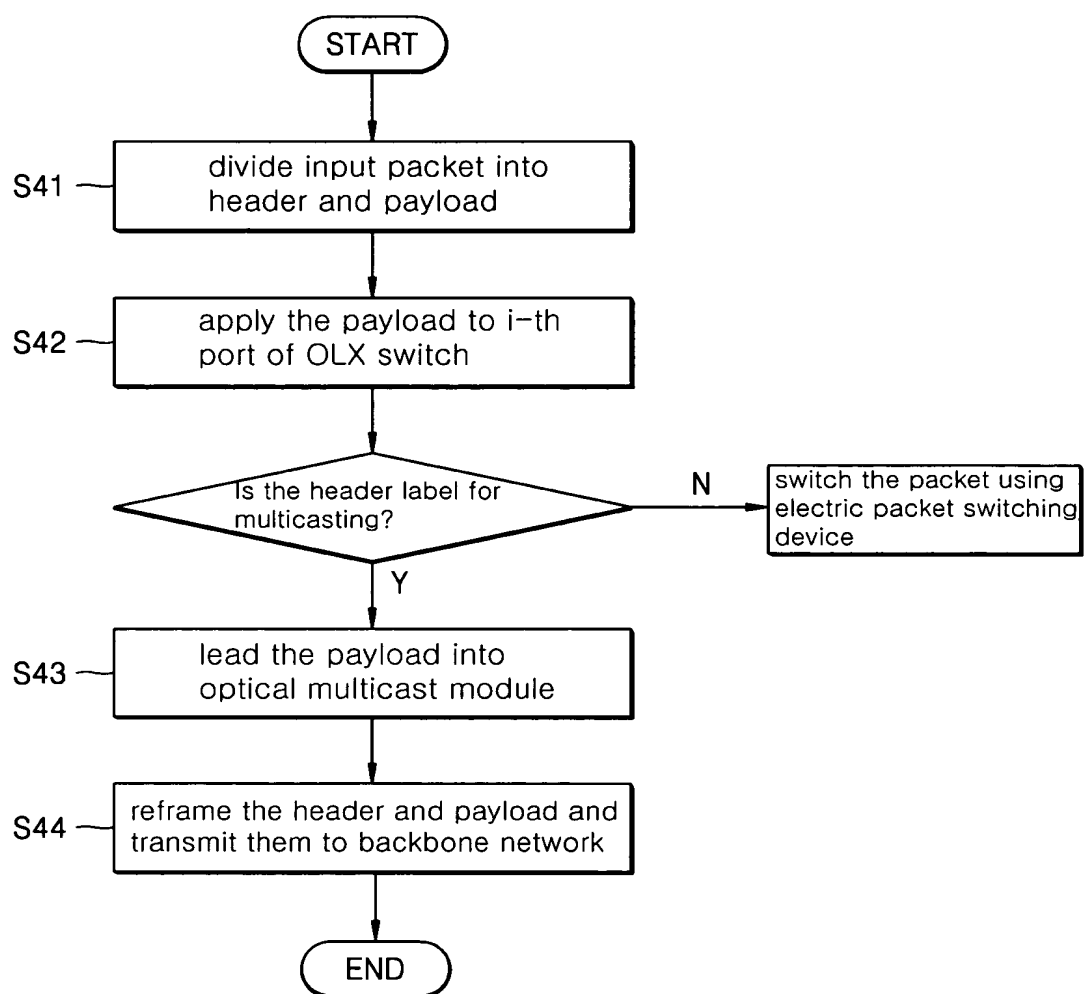 START
S41
divide input packet into
header and payload
S42
apply the payload to i-th
port of OLX switch
Is the header label for
multicasting?
N
switch the packet using
electric packet switching
device
Y
S43
lead the payload into
optical multicast module
S44
reframe the header and payload and
transmit them to backbone network
END